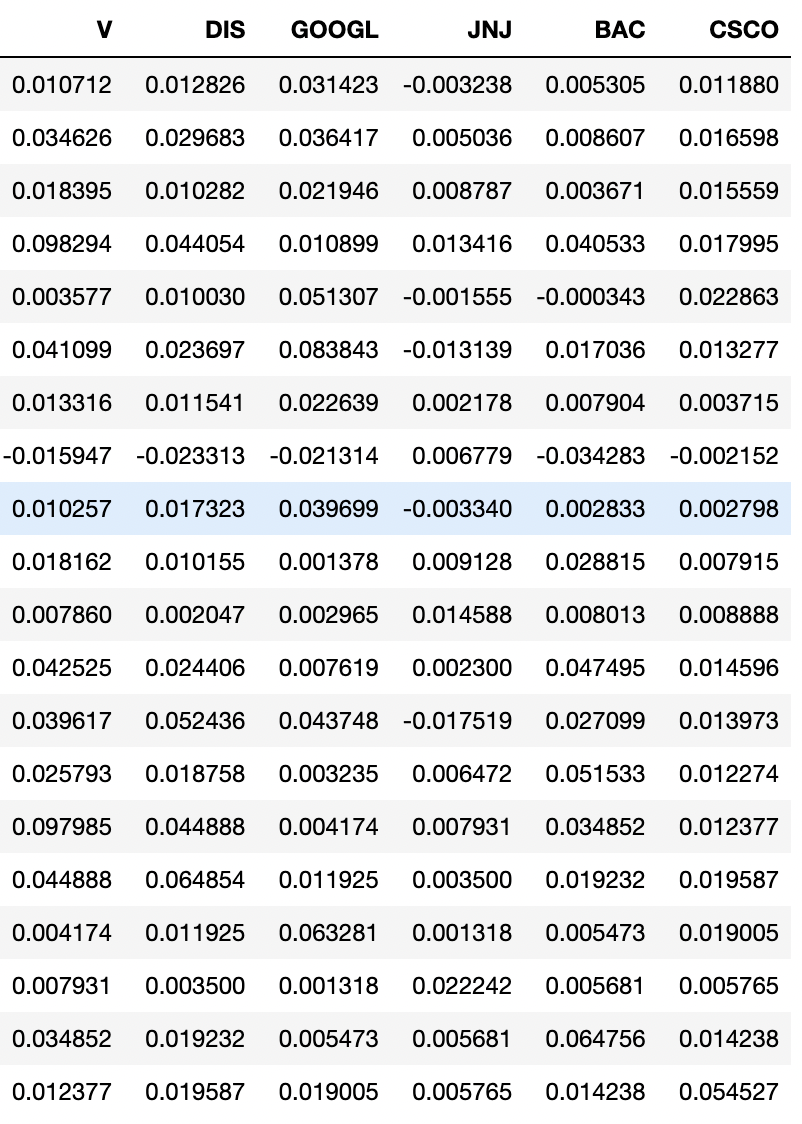 V DIS GOOGL JNJ BAC CSCO
0.010712 0.012826 0.031423 -0.003238 0.005305 0.011880
0.034626 0.029683 0.036417 0.005036 0.008607 0.016598
0.018395 0.010282 0.021946 0.008787 0.003671 0.015559
0.098294 0.044054 0.010899 0.013416 0.040533 0.017995
0.003577 0.010030 0.051307 -0.001555 -0.000343 0.022863
0.041099 0.023697 0.083843 -0.013139 0.017036 0.013277
0.013316 0.011541 0.022639 0.002178 0.007904 0.003715
-0.015947 -0.023313 -0.021314 0.006779 -0.034283 -0.002152
0.010257 0.017323 0.039699 -0.003340 0.002833 0.002798
0.018162 0.010155 0.001378 0.009128 0.028815 0.007915
0.007860 0.002047 0.002965 0.014588 0.008013 0.008888
0.042525 0.024406 0.007619 0.002300 0.047495 0.014596
0.039617 0.052436 0.043748 -0.017519 0.027099 0.013973
0.025793 0.018758 0.003235 0.006472 0.051533 0.012274
0.097985 0.044888 0.004174 0.007931 0.034852 0.012377
0.044888 0.064854 0.011925 0.003500 0.019232 0.019587
0.004174 0.011925 0.063281 0.001318 0.005473 0.019005
0.007931 0.003500 0.001318 0.022242 0.005681 0.005765
0.034852 0.019232 0.005473 0.005681 0.064756 0.014238
0.012377 0.019587 0.019005 0.005765 0.014238 0.054527